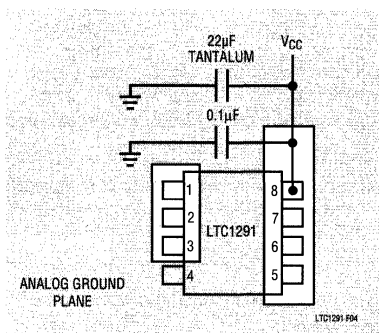 22µF
TANTALUM
VCC
0.1µF
1
2
3
4
LTC1291
8
7
6
5
ANALOG GROUND
PLANE
LTC1291 F04